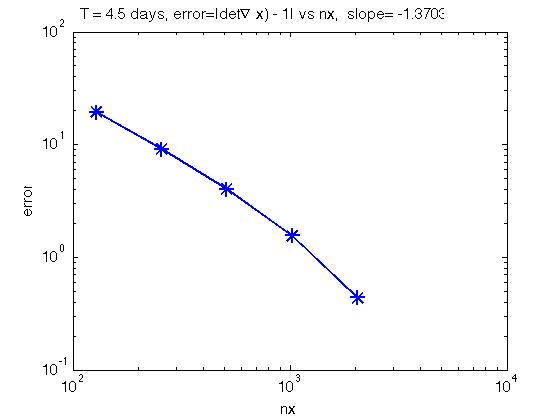 T = 4.5 days, error=|det∇ x) - 1| vs nx, slope= -1.3703
10^2
10^1
error
10^0
10^-1
10^2 10^3 10^4
nx